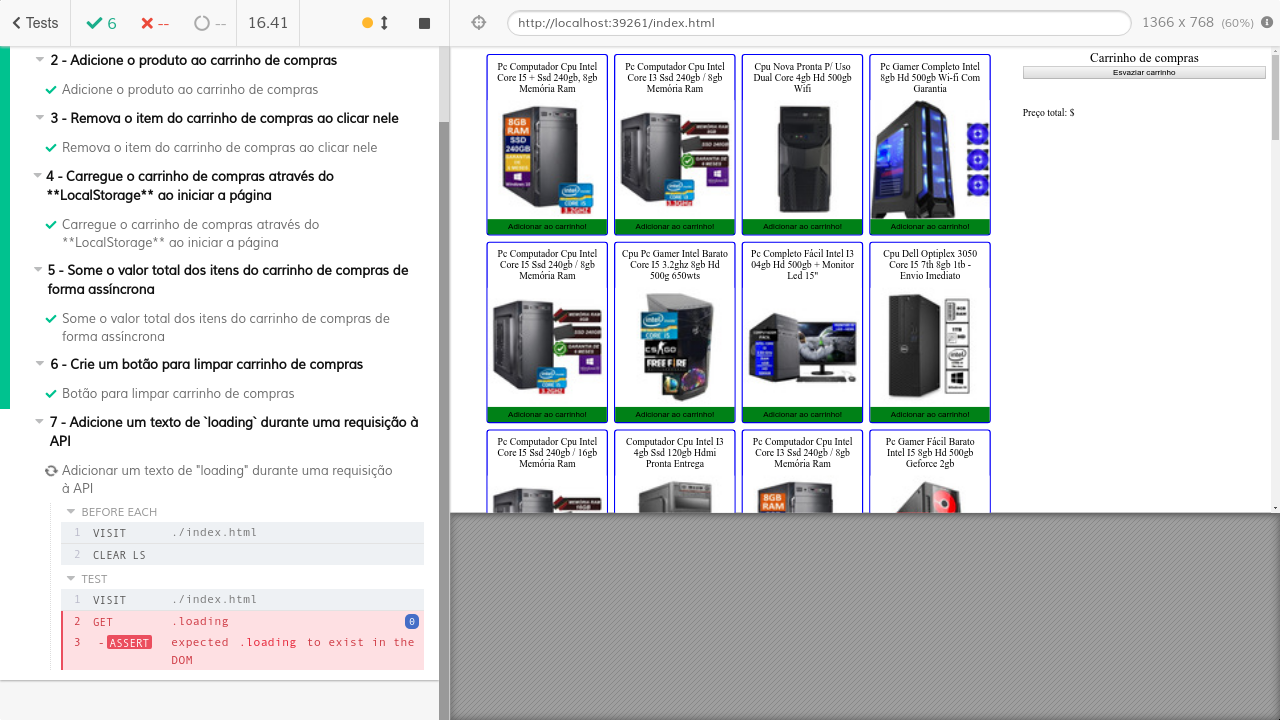 Tests
6
--
--
16.41
http://localhost:39261/index.html
1366 x 768 (60%)
2 - Adicione o produto ao carrinho de compras
Adicione o produto ao carrinho de compras
3 - Remova o item do carrinho de compras ao clicar nele
Remova o item do carrinho de compras ao clicar nele
4 - Carregue o carrinho de compras através do
**LocalStorage** ao iniciar a página
Carregue o carrinho de compras através do
**LocalStorage** ao iniciar a página
5 - Some o valor total dos itens do carrinho de compras de
forma assíncrona
Some o valor total dos itens do carrinho de compras de
forma assíncrona
6 - Crie um botão para limpar carrinho de compras
Botão para limpar carrinho de compras
7 - Adicione um texto de `loading` durante uma requisição à
API
Adicionar um texto de "loading" durante uma requisição
à API
BEFORE EACH
1 VISIT ./index.html
2 CLEAR LS
TEST
1 VISIT ./index.html
2 GET .loading 0
3 -ASSERT expected .loading to exist in the
DOM
Pc Computador Cpu Intel
Core I5 + Ssd 240gb, 8gb
Memória Ram
8GB
RAM
SSD
240GB
Adicionar ao carrinho!
Pc Computador Cpu Intel
Core I3 Ssd 240gb / 8gb
Memória Ram
Adicionar ao carrinho!
Cpu Nova Pronta P/ Uso
Dual Core 4gb Hd 500gb
Wifi
Adicionar ao carrinho!
Pc Gamer Completo Intel
8gb Hd 500gb Wi-fi Com
Garantia
Adicionar ao carrinho!
Pc Computador Cpu Intel
Core I5 Ssd 240gb / 8gb
Memória Ram
Adicionar ao carrinho!
Cpu Pc Gamer Intel Barato
Core I5 3.2ghz 8gb Hd
500g 650wts
intel
CORE i5
CS:GO
FREE FIRE
Adicionar ao carrinho!
Pc Completo Fácil Intel I3
04gb Hd 500gb + Monitor
Led 15"
Adicionar ao carrinho!
Cpu Dell Optiplex 3050
Core I5 7th 8gb 1tb -
Envio Imediato
Adicionar ao carrinho!
Pc Computador Cpu Intel
Core I5 Ssd 240gb / 16gb
Memória Ram
Computador Cpu Intel I3
4gb Ssd 120gb Hdmi
Pronta Entrega
Pc Computador Cpu Intel
Core I3 Ssd 240gb / 8gb
Memória Ram
8GB
RAM
Pc Gamer Fácil Barato
Intel I5 8gb Hd 500gb
Geforce 2gb
Carrinho de compras
Esvaziar carrinho
Preço total: $